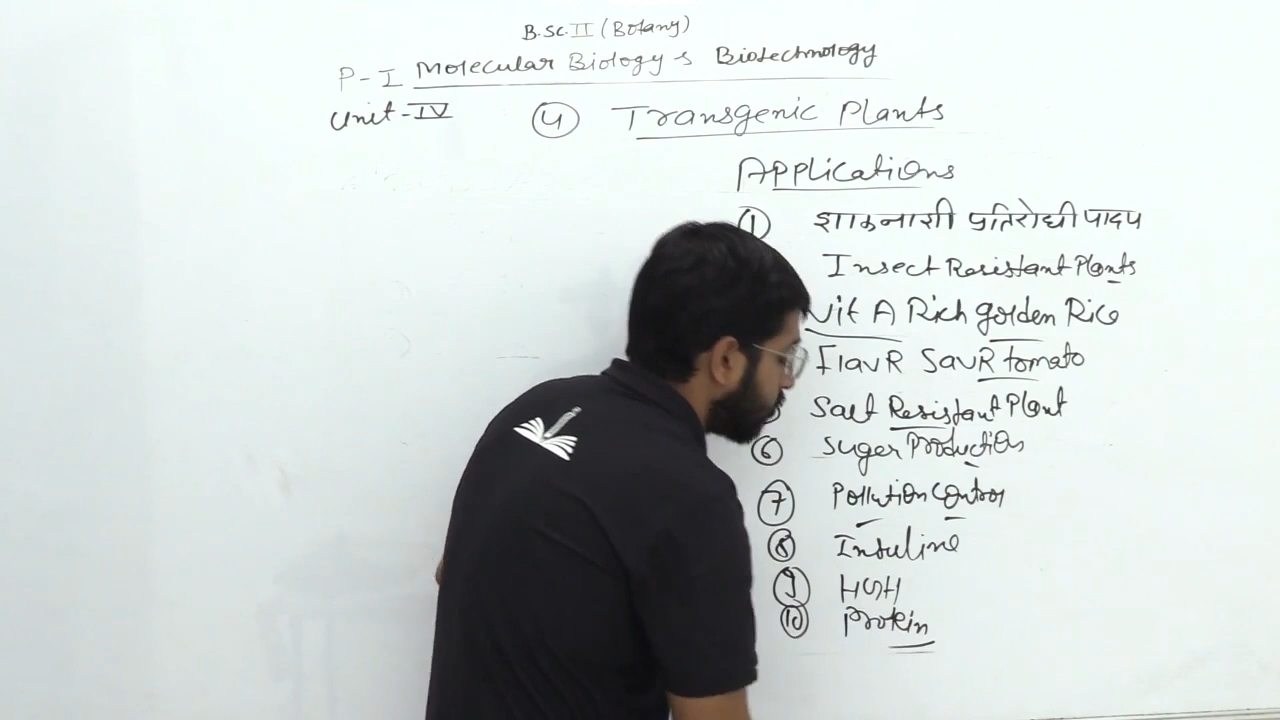 B.Sc.II (Botany)
P-I Molecular Biology & Biotechnology
Unit-IV
④ Transgenic Plants
Applications
① शाकनाशी प्रतिरोधी पादप
Insect Resistant Plants
Vit A Rich golden Rice
FlavR SavR tomato
Salt Resistant Plant
⑥ Suger Production
⑦ Pollution Control
⑧ Insuline
⑨ HGH
⑩ Protein